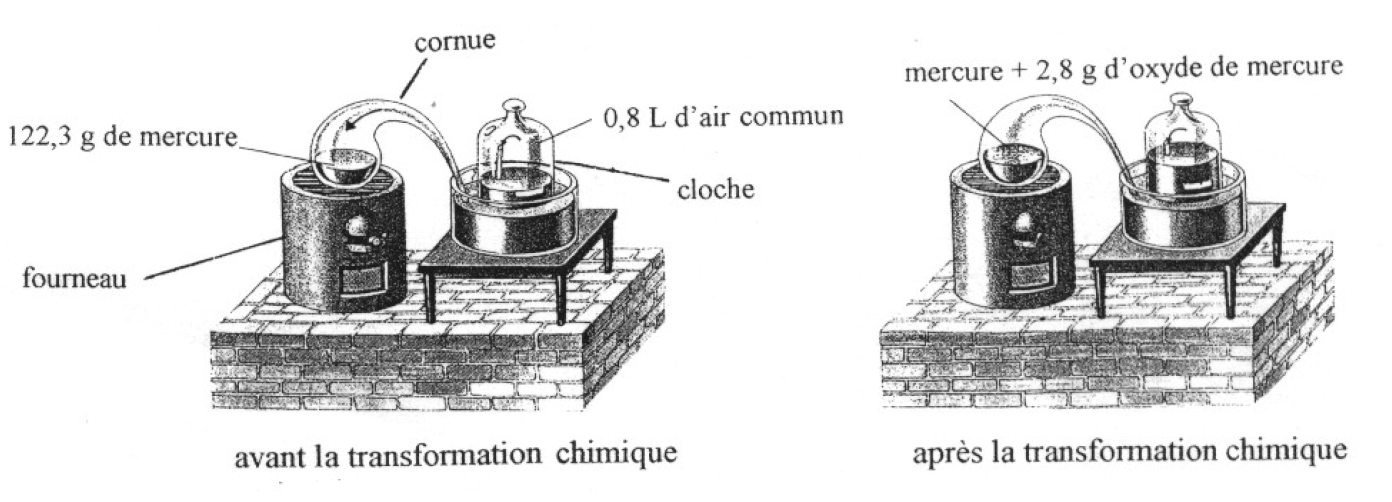 cornue
122,3 g de mercure
0,8 L d'air commun
cloche
fourneau
avant la transformation chimique
mercure + 2,8 g d'oxyde de mercure
après la transformation chimique